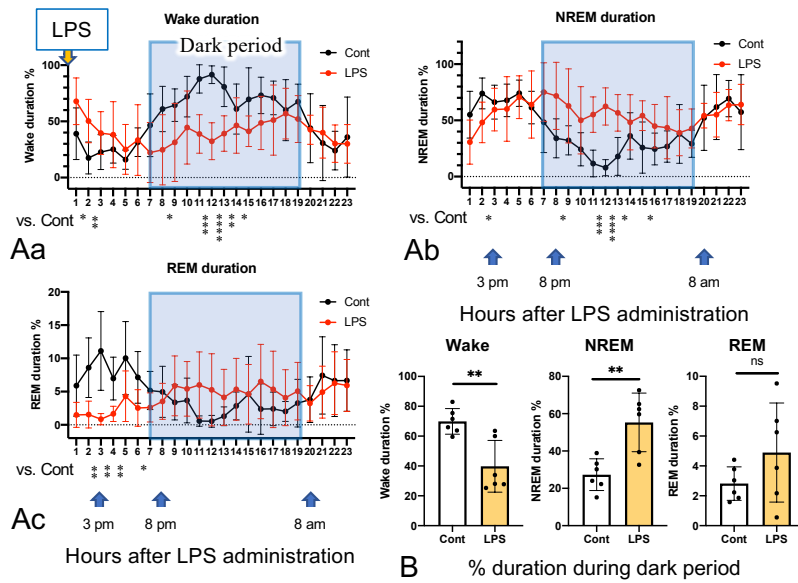 LPS
Wake duration
Dark period
Cont
LPS
Wake duration %
100
50
0
1 2 3 4 5 6 7 8 9 10 11 12 13 14 15 16 17 18 19 20 21 22 23
vs. Cont * ** * *** **** ** ** *
Aa
NREM duration
Cont
LPS
NREM duration %
100
50
0
1 2 3 4 5 6 7 8 9 10 11 12 13 14 15 16 17 18 19 20 21 22 23
vs. Cont * * *** **** * *
Ab
3 pm 8 pm 8 am
Hours after LPS administration
REM duration
Cont
LPS
REM duration %
20
15
10
5
0
1 2 3 4 5 6 7 8 9 10 11 12 13 14 15 16 17 18 19 20 21 22 23
vs. Cont ** ** ** *
Ac
3 pm 8 pm 8 am
Hours after LPS administration
Wake
**
Wake duration %
100
80
60
40
20
0
Cont LPS
NREM
**
NREM duration %
80
60
40
20
0
Cont LPS
REM
ns
REM duration %
10
8
6
4
2
0
Cont LPS
B % duration during dark period